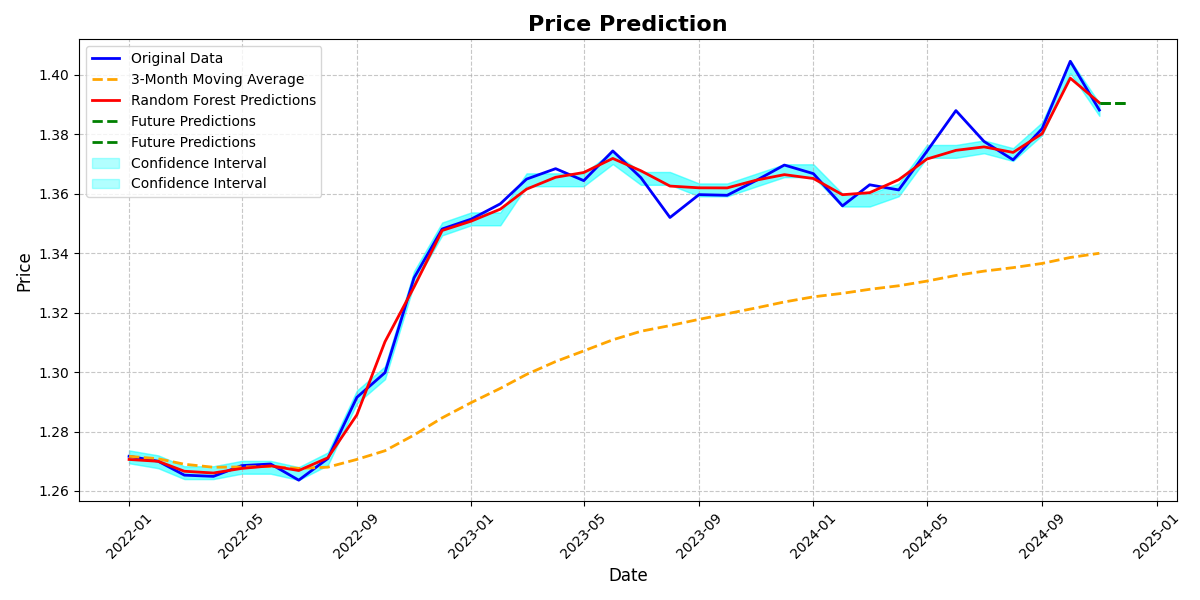 Price Prediction
Original Data
3-Month Moving Average
Random Forest Predictions
Future Predictions
Future Predictions
Confidence Interval
Confidence Interval
Price
1.40
1.38
1.36
1.34
1.32
1.30
1.28
1.26
2022-01
2022-05
2022-09
2023-01
2023-05
2023-09
2024-01
2024-05
2024-09
2025-01
Date